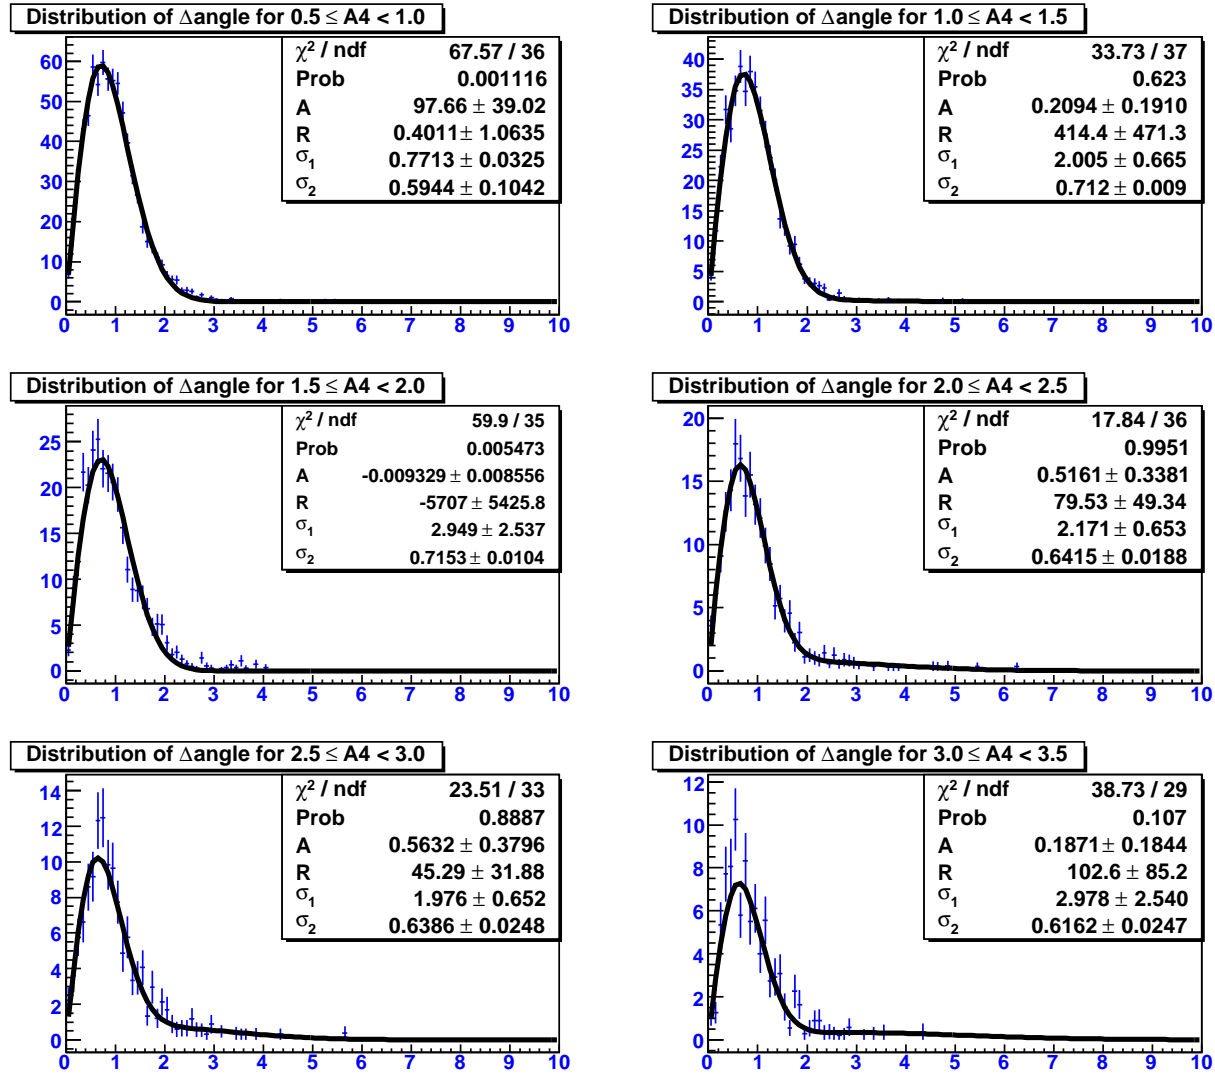 Distribution of Δangle for 0.5 ≤ A4 < 1.0
χ² / ndf 67.57 / 36
Prob 0.001116
A 97.66 ± 39.02
R 0.4011 ± 1.0635
σ₁ 0.7713 ± 0.0325
σ₂ 0.5944 ± 0.1042
60
50
40
30
20
10
0
0 1 2 3 4 5 6 7 8 9 10
Distribution of Δangle for 1.0 ≤ A4 < 1.5
χ² / ndf 33.73 / 37
Prob 0.623
A 0.2094 ± 0.1910
R 414.4 ± 471.3
σ₁ 2.005 ± 0.665
σ₂ 0.712 ± 0.009
40
35
30
25
20
15
10
5
0
0 1 2 3 4 5 6 7 8 9 10
Distribution of Δangle for 1.5 ≤ A4 < 2.0
χ² / ndf 59.9 / 35
Prob 0.005473
A -0.009329 ± 0.008556
R -5707 ± 5425.8
σ₁ 2.949 ± 2.537
σ₂ 0.7153 ± 0.0104
25
20
15
10
5
0
0 1 2 3 4 5 6 7 8 9 10
Distribution of Δangle for 2.0 ≤ A4 < 2.5
χ² / ndf 17.84 / 36
Prob 0.9951
A 0.5161 ± 0.3381
R 79.53 ± 49.34
σ₁ 2.171 ± 0.653
σ₂ 0.6415 ± 0.0188
20
15
10
5
0
0 1 2 3 4 5 6 7 8 9 10
Distribution of Δangle for 2.5 ≤ A4 < 3.0
χ² / ndf 23.51 / 33
Prob 0.8887
A 0.5632 ± 0.3796
R 45.29 ± 31.88
σ₁ 1.976 ± 0.652
σ₂ 0.6386 ± 0.0248
14
12
10
8
6
4
2
0
0 1 2 3 4 5 6 7 8 9 10
Distribution of Δangle for 3.0 ≤ A4 < 3.5
χ² / ndf 38.73 / 29
Prob 0.107
A 0.1871 ± 0.1844
R 102.6 ± 85.2
σ₁ 2.978 ± 2.540
σ₂ 0.6162 ± 0.0247
12
10
8
6
4
2
0
0 1 2 3 4 5 6 7 8 9 10